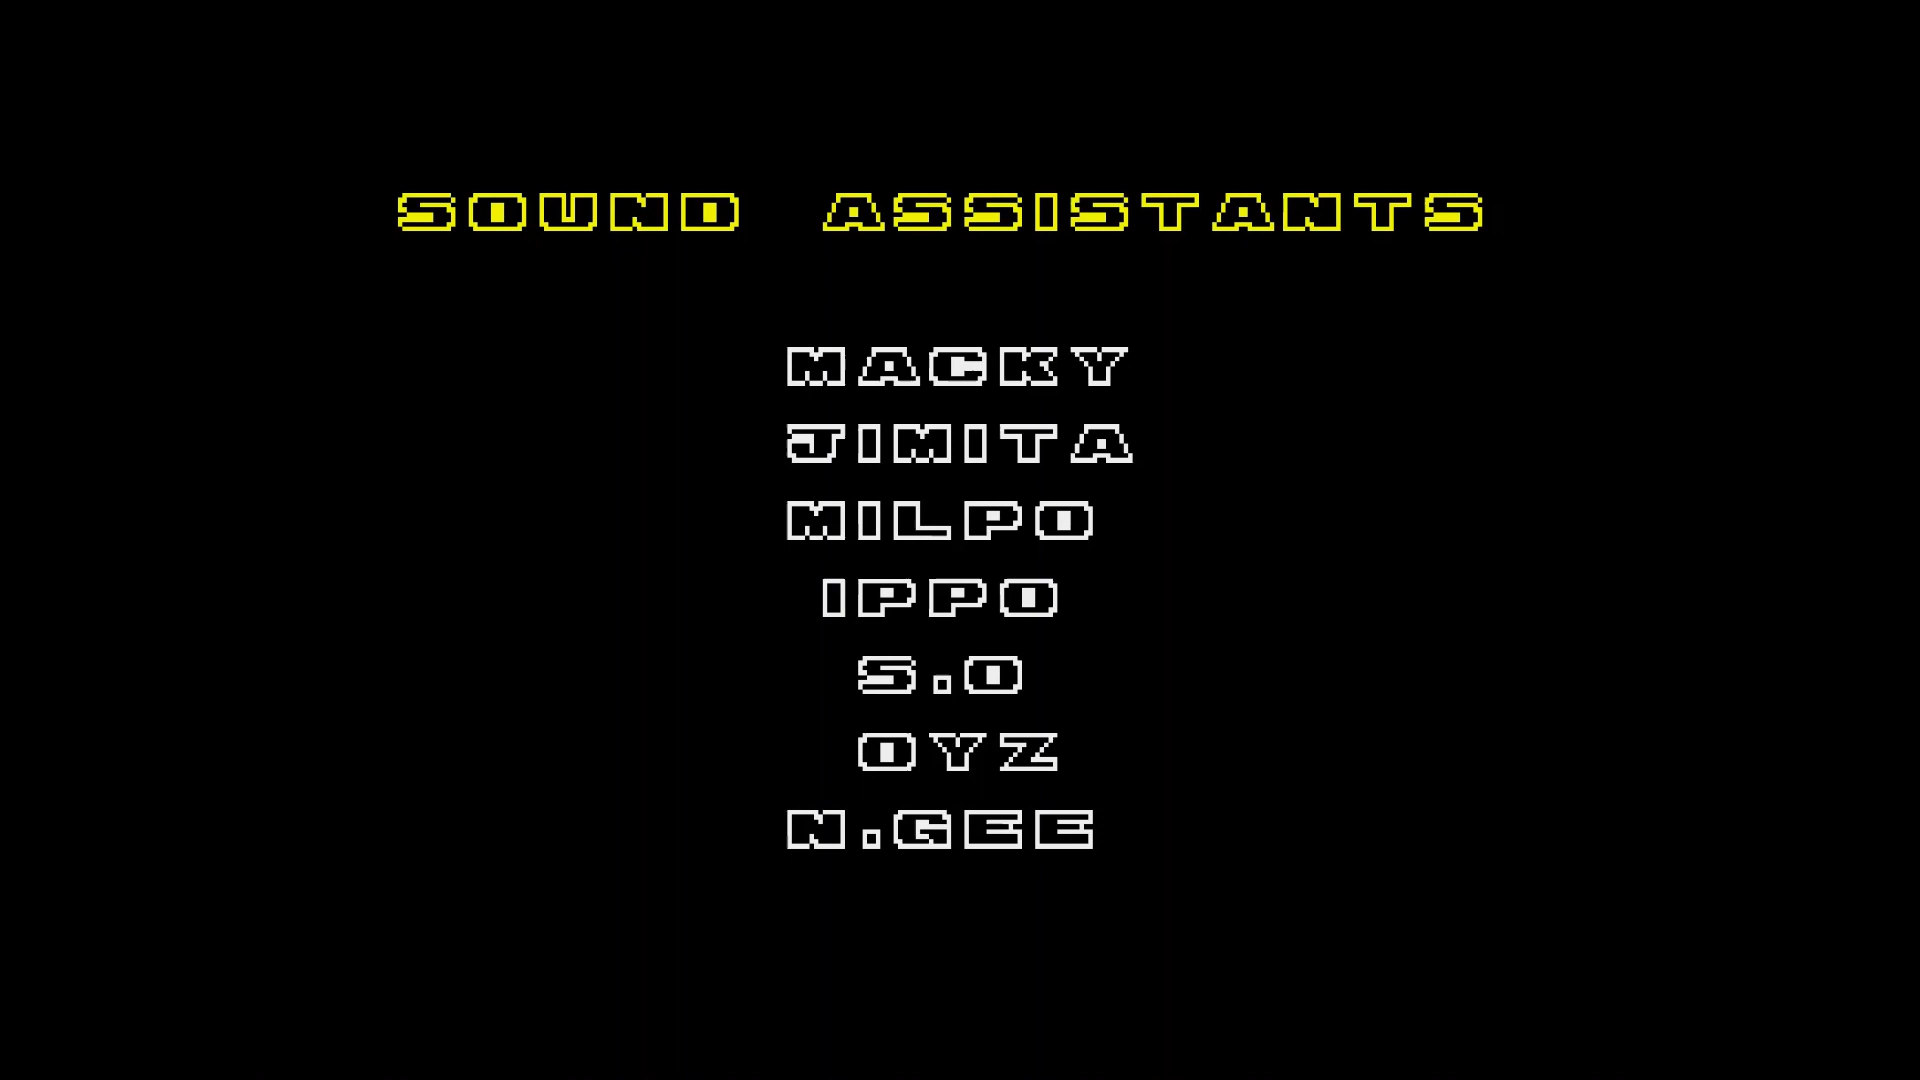 SOUND ASSISTANTS
MACKY
JIMITA
MILPO
IPPO
S.O
OYZ
N.GEE